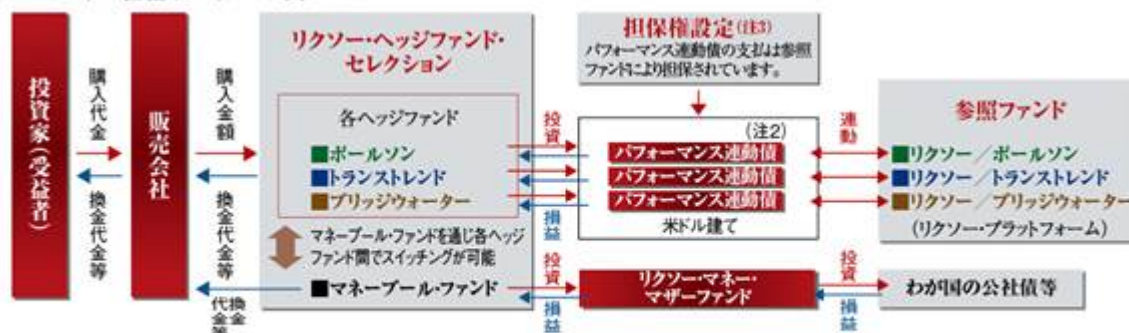 投資家(受益者)
購入代金
換金代金等
販売会社
購入金額
換金代金等
換金代金等
リクソー・ヘッジファンド・
セレクション
各ヘッジファンド
■ポールソン
■トランストレンド
■ブリッジウォーター
マネープール・ファンドを通じ各ヘッジ
ファンド間でスイッチングが可能
■マネープール・ファンド
投資
損益
投資
損益
担保権設定(注3)
パフォーマンス連動債の支払は参照
ファンドにより担保されています。
(注2)
パフォーマンス連動債
パフォーマンス連動債
パフォーマンス連動債
米ドル建て
リクソー・マネー・
マザーファンド
連動
投資
損益
参照ファンド
■リクソー/ポールソン
■リクソー/トランストレンド
■リクソー/ブリッジウォーター
(リクソー・プラットフォーム)
わが国の公社債等